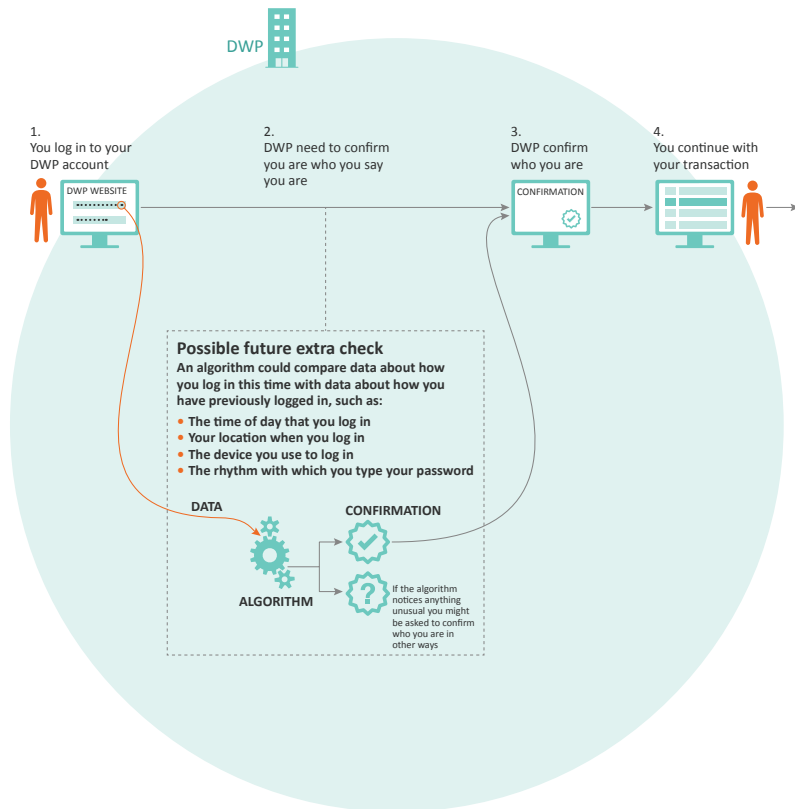 DWP
1.
You log in to your
DWP account
2.
DWP need to confirm
you are who you say
you are
3.
DWP confirm
who you are
4.
You continue with
your transaction
DWP WEBSITE
CONFIRMATION
Possible future extra check
An algorithm could compare data about how
you log in this time with data about how you
have previously logged in, such as:
• The time of day that you log in
• Your location when you log in
• The device you use to log in
• The rhythm with which you type your password
DATA
CONFIRMATION
ALGORITHM
?
If the algorithm
notices anything
unusual you might
be asked to confirm
who you are in
other ways